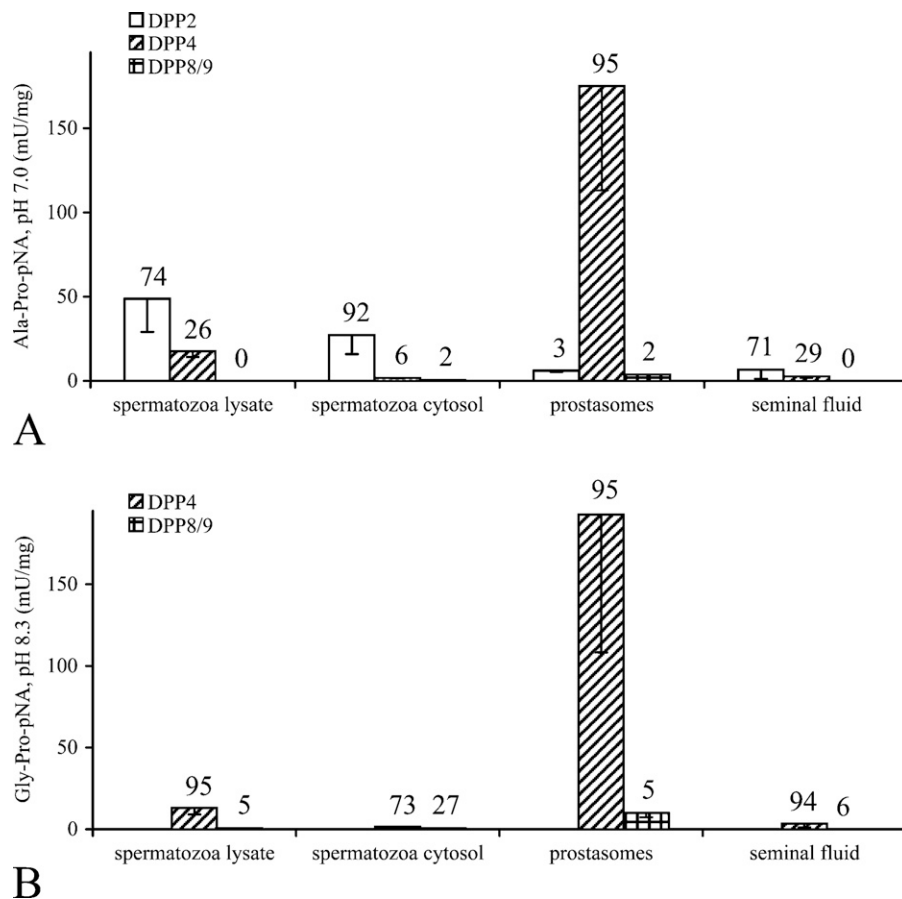 DPP2
DPP4
DPP8/9
Ala-Pro-pNA, pH 7.0 (mU/mg)
150
100
50
0
74 26 0
92 6 2
3 95 2
71 29 0
spermatozoa lysate spermatozoa cytosol prostasomes seminal fluid
A
DPP4
DPP8/9
Gly-Pro-pNA, pH 8.3 (mU/mg)
150
100
50
0
95 5
73 27
95 5
94 6
spermatozoa lysate spermatozoa cytosol prostasomes seminal fluid
B